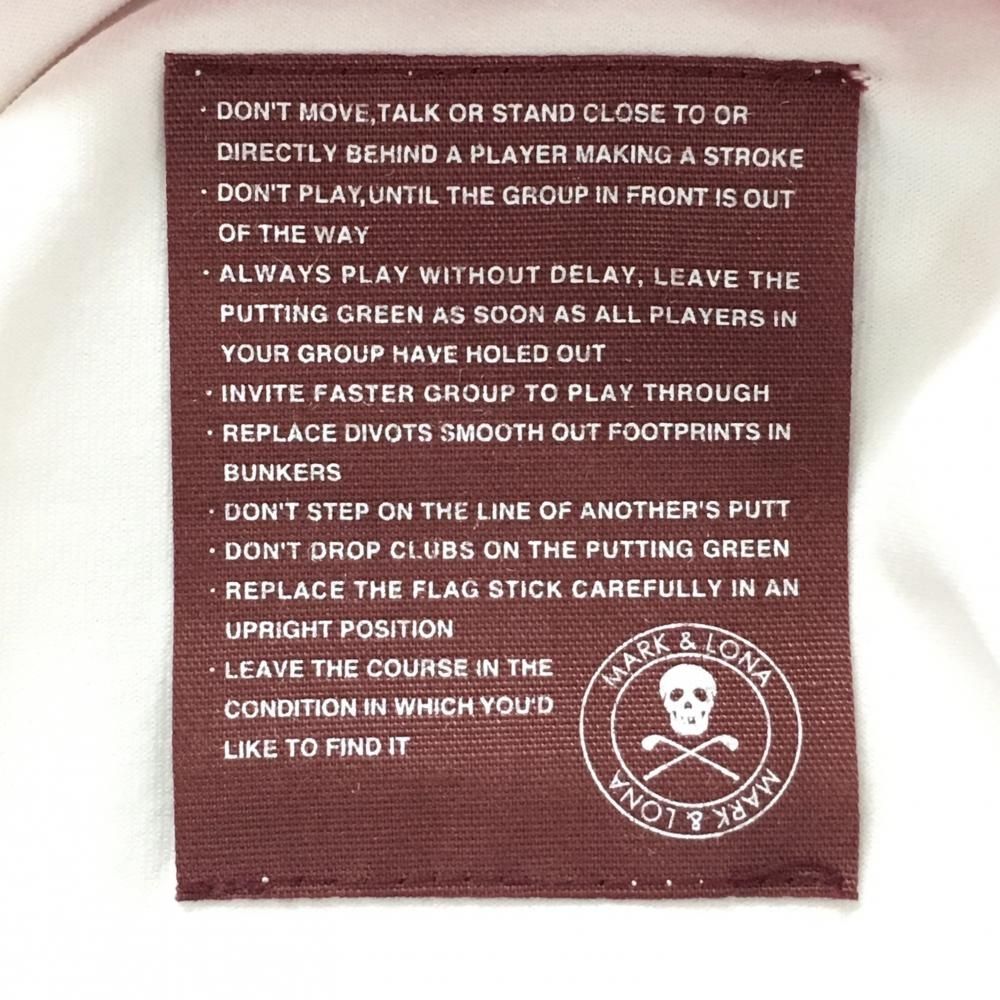 · DON'T MOVE,TALK OR STAND CLOSE TO OR
DIRECTLY BEHIND A PLAYER MAKING A STROKE
· DON'T PLAY,UNTIL THE GROUP IN FRONT IS OUT
OF THE WAY
· ALWAYS PLAY WITHOUT DELAY, LEAVE THE
PUTTING GREEN AS SOON AS ALL PLAYERS IN
YOUR GROUP HAVE HOLED OUT
· INVITE FASTER GROUP TO PLAY THROUGH
· REPLACE DIVOTS SMOOTH OUT FOOTPRINTS IN
BUNKERS
· DON'T STEP ON THE LINE OF ANOTHER'S PUTT
· DON'T DROP CLUBS ON THE PUTTING GREEN
· REPLACE THE FLAG STICK CAREFULLY IN AN
UPRIGHT POSITION
· LEAVE THE COURSE IN THE
CONDITION IN WHICH YOU'D
LIKE TO FIND IT
MARK & LONA
MARK & LONA